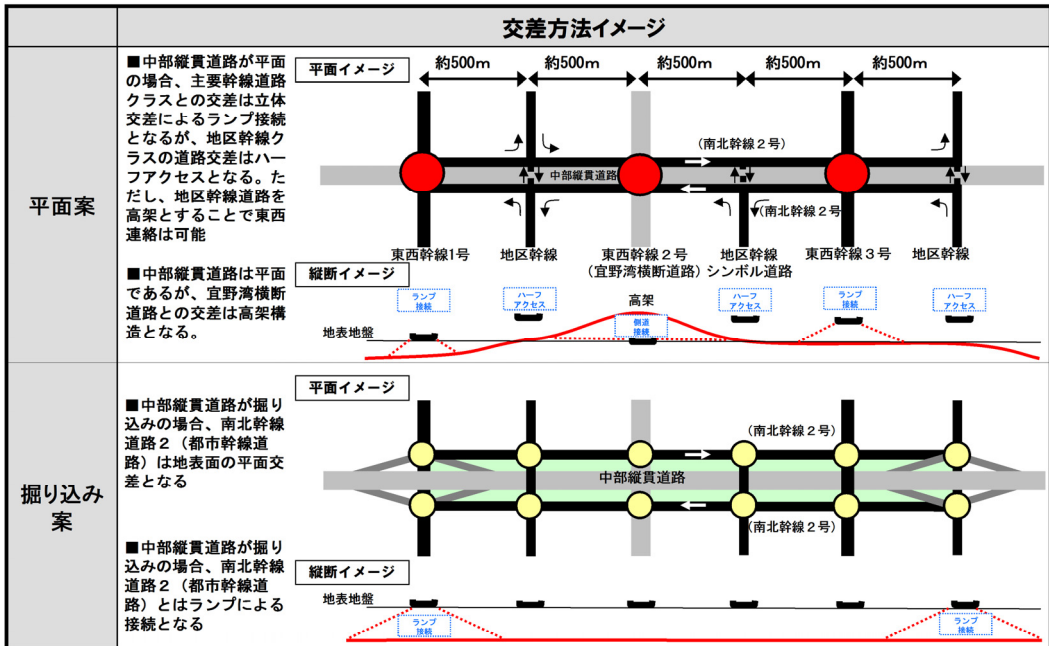 交差方法イメージ
平面案
■中部縦貫道路が平面
の場合、主要幹線道路
クラスとの交差は立体
交差によるランプ接続
となるが、地区幹線ク
ラスの道路交差はハー
フアクセスとなる。た
だし、地区幹線道路を
高架とすることで東西
連絡は可能
■中部縦貫道路は平面
であるが、宜野湾横断
道路との交差は高架構
造となる。
平面イメージ
約500m 約500m 約500m 約500m 約500m
(南北幹線2号)
中部縦貫道路
(南北幹線2号
東西幹線1号 地区幹線 東西幹線2号 地区幹線 東西幹線3号 地区幹線
(宜野湾横断道路) シンボル道路
縦断イメージ
ランプ
接続
ハーフ
アクセス
高架
側道
接続
ハーフ
アクセス
ランプ
接続
ハーフ
アクセス
地表地盤
掘り込み
案
■中部縦貫道路が掘り
込みの場合、南北幹線
道路2(都市幹線道
路)は地表面の平面交
差となる
■中部縦貫道路が掘り
込みの場合、南北幹線
道路2(都市幹線道
路)とはランプによる
接続となる
平面イメージ
(南北幹線2号)
中部縦貫道路
(南北幹線2号)
縦断イメージ
地表地盤
ランプ
接続
ランプ
接続